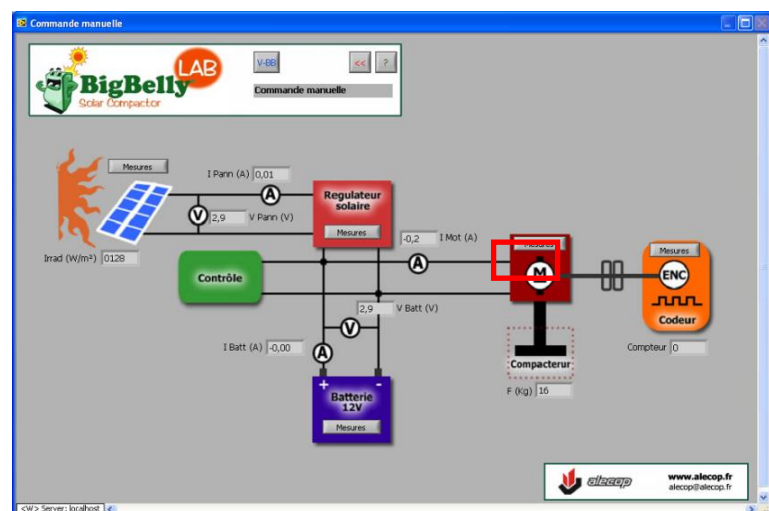 Commande manuelle
BigBelly LAB
Solar Compactor
V-BB
<<
?
Commande manuelle
Mesures
I Pann (A) 0,01
Regulateur
solaire
Mesures
V
A
2,9 V Pann (V)
Irrad (W/m²) 0128
Contrôle
-0,2 I Mot (A)
A
Mesures
M
Mesures
ENC
Codeur
Compteur 0
2,9 V Batt (V)
V
I Batt (A) -0,00
A
Compacterur
F (Kg) 16
+ -
Batterie
12V
Mesures
alecop
www.alecop.fr
alecop@alecop.fr
<W> Server: localhost